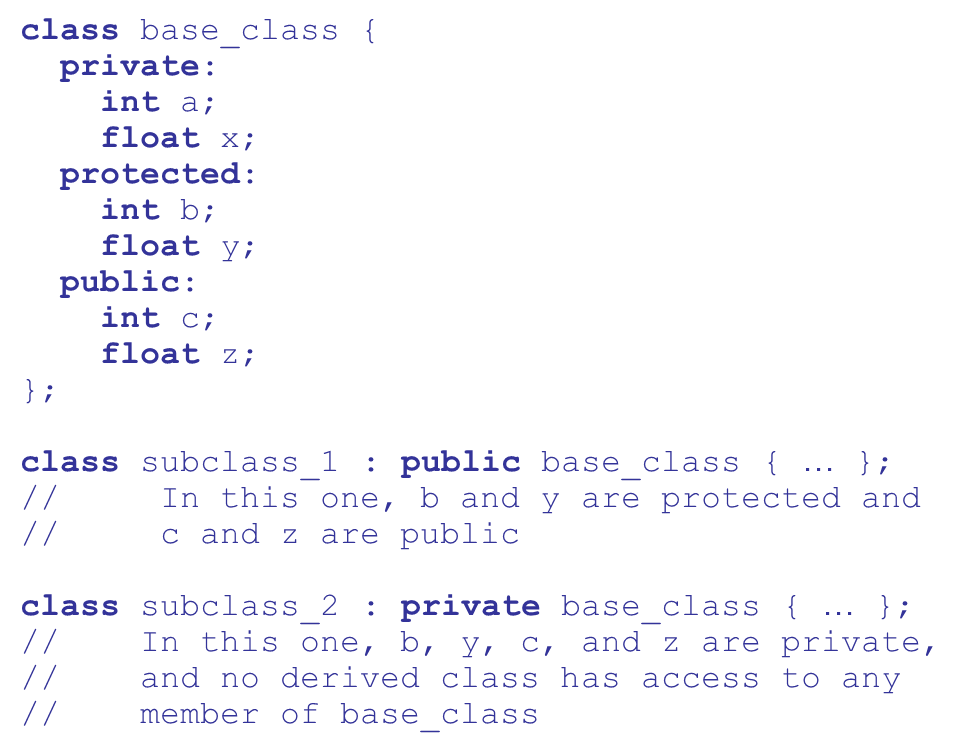 class base_class {
  private:
    int a;
    float x;
  protected:
    int b;
    float y;
  public:
    int c;
    float z;
};

class subclass_1 : public base_class { … };
//     In this one, b and y are protected and
//     c and z are public

class subclass_2 : private base_class { … };
//    In this one, b, y, c, and z are private,
//    and no derived class has access to any
//    member of base_class